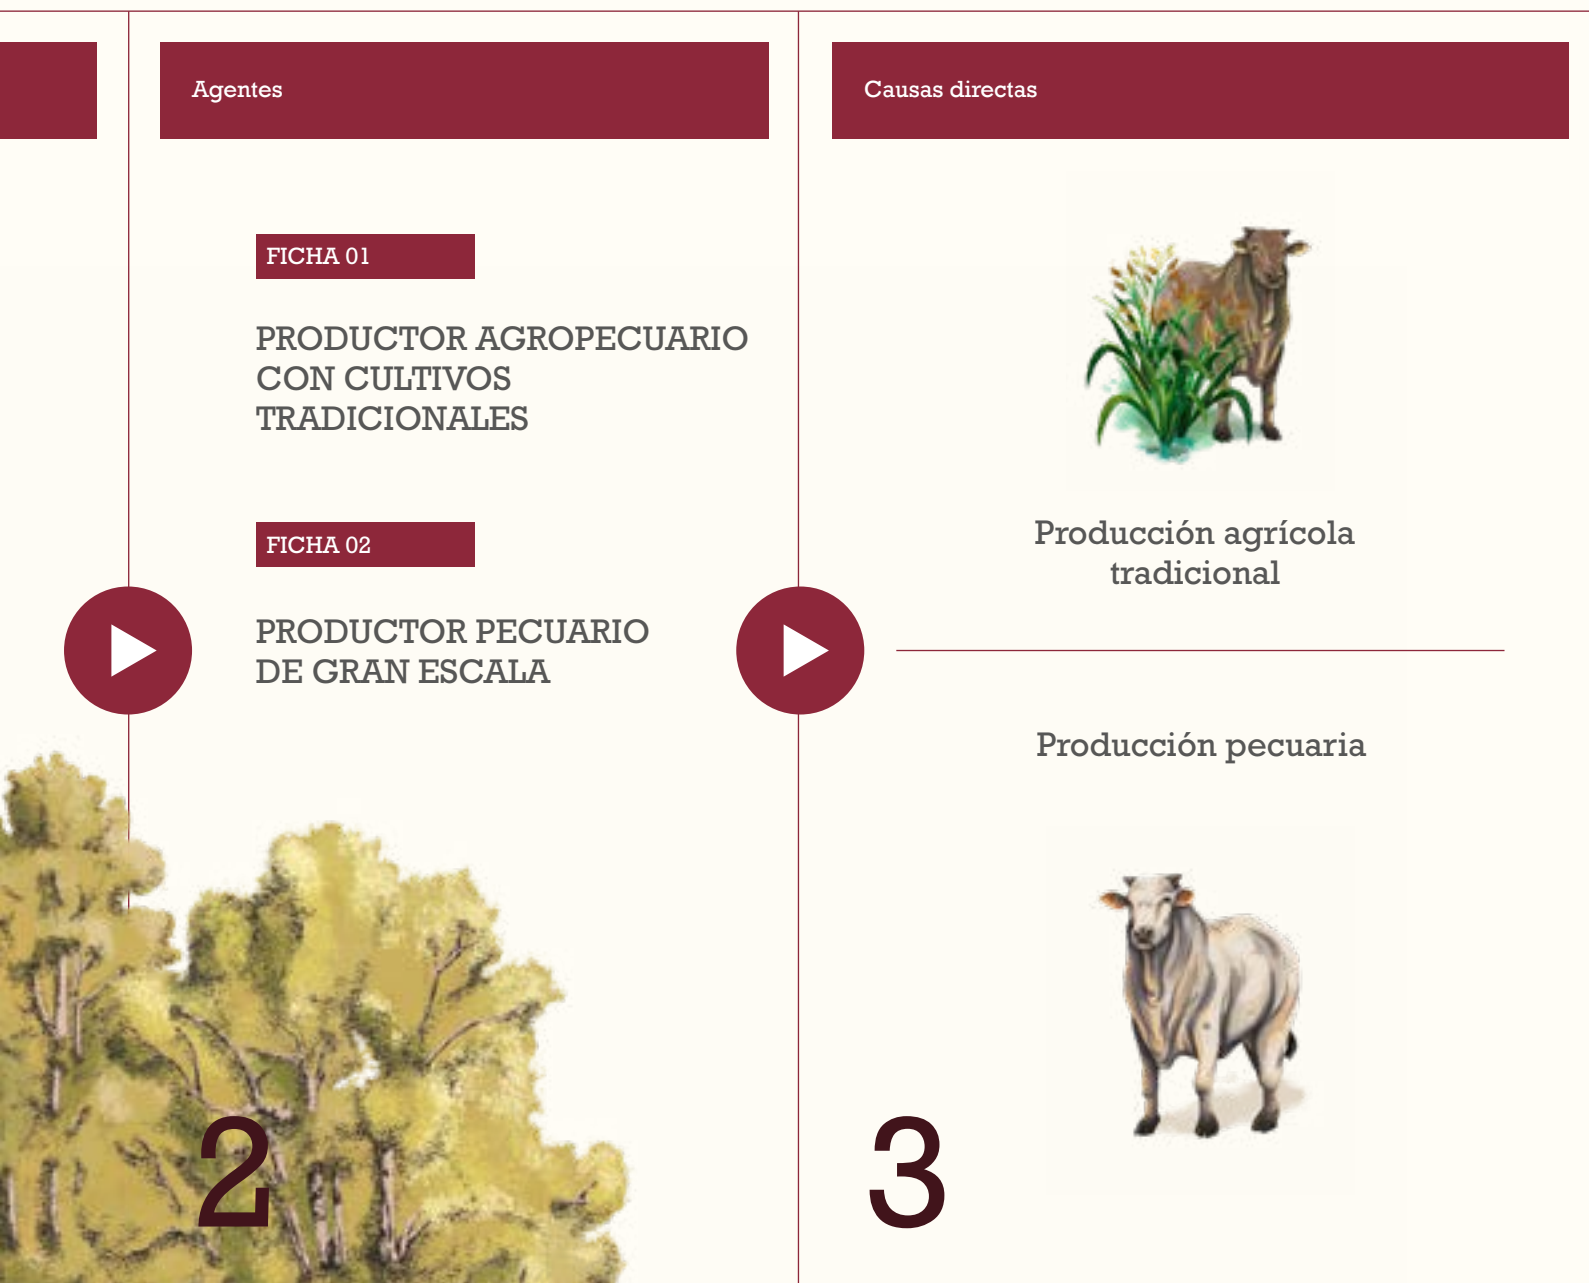 Agentes
FICHA 01
PRODUCTOR AGROPECUARIO
CON CULTIVOS
TRADICIONALES
FICHA 02
PRODUCTOR PECUARIO
DE GRAN ESCALA
2
Causas directas
Producción agrícola
tradicional
Producción pecuaria
3